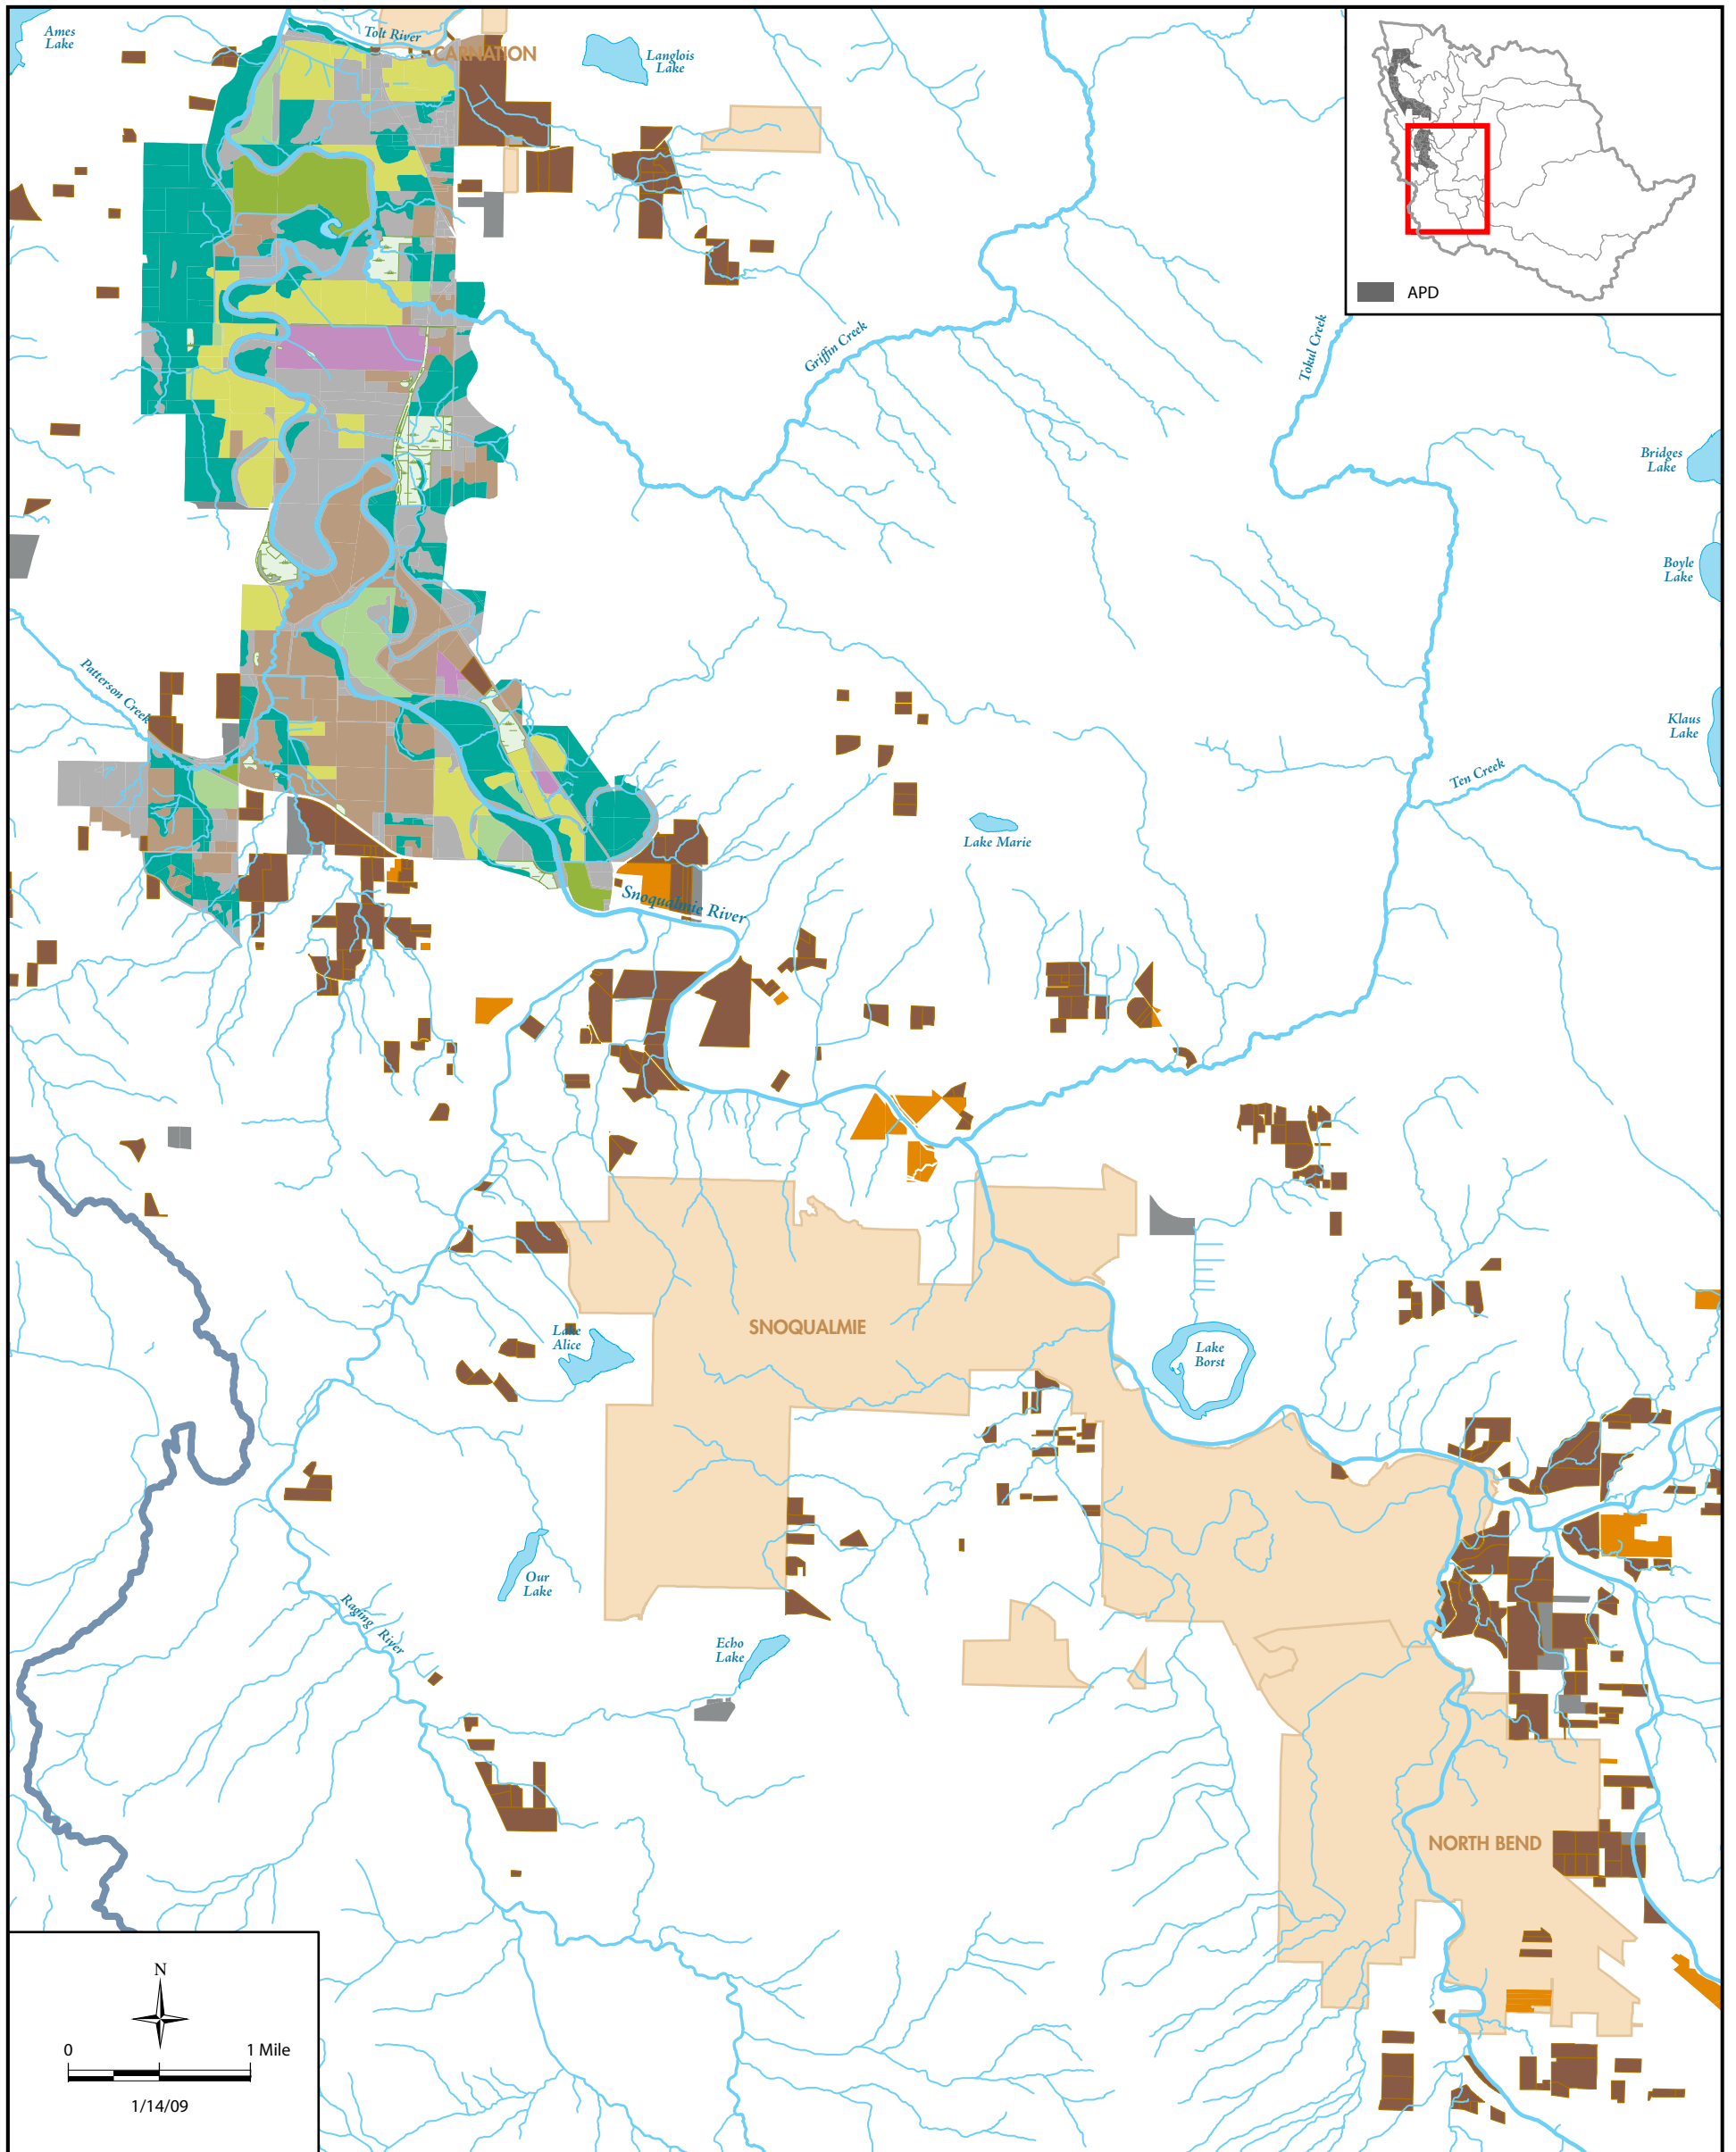 Ames
Lake
Tolt River
CARNATION
Langlois
Lake
APD
Griffin Creek
Tokul Creek
Bridges
Lake
Boyle
Lake
Patterson Creek
Klaus
Lake
Ten Creek
Lake Marie
Snoqualmie River
SNOQUALMIE
Lake
Alice
Lake
Borst
Our
Lake
Raging River
Echo
Lake
NORTH BEND
N
0 1 Mile
1/14/09